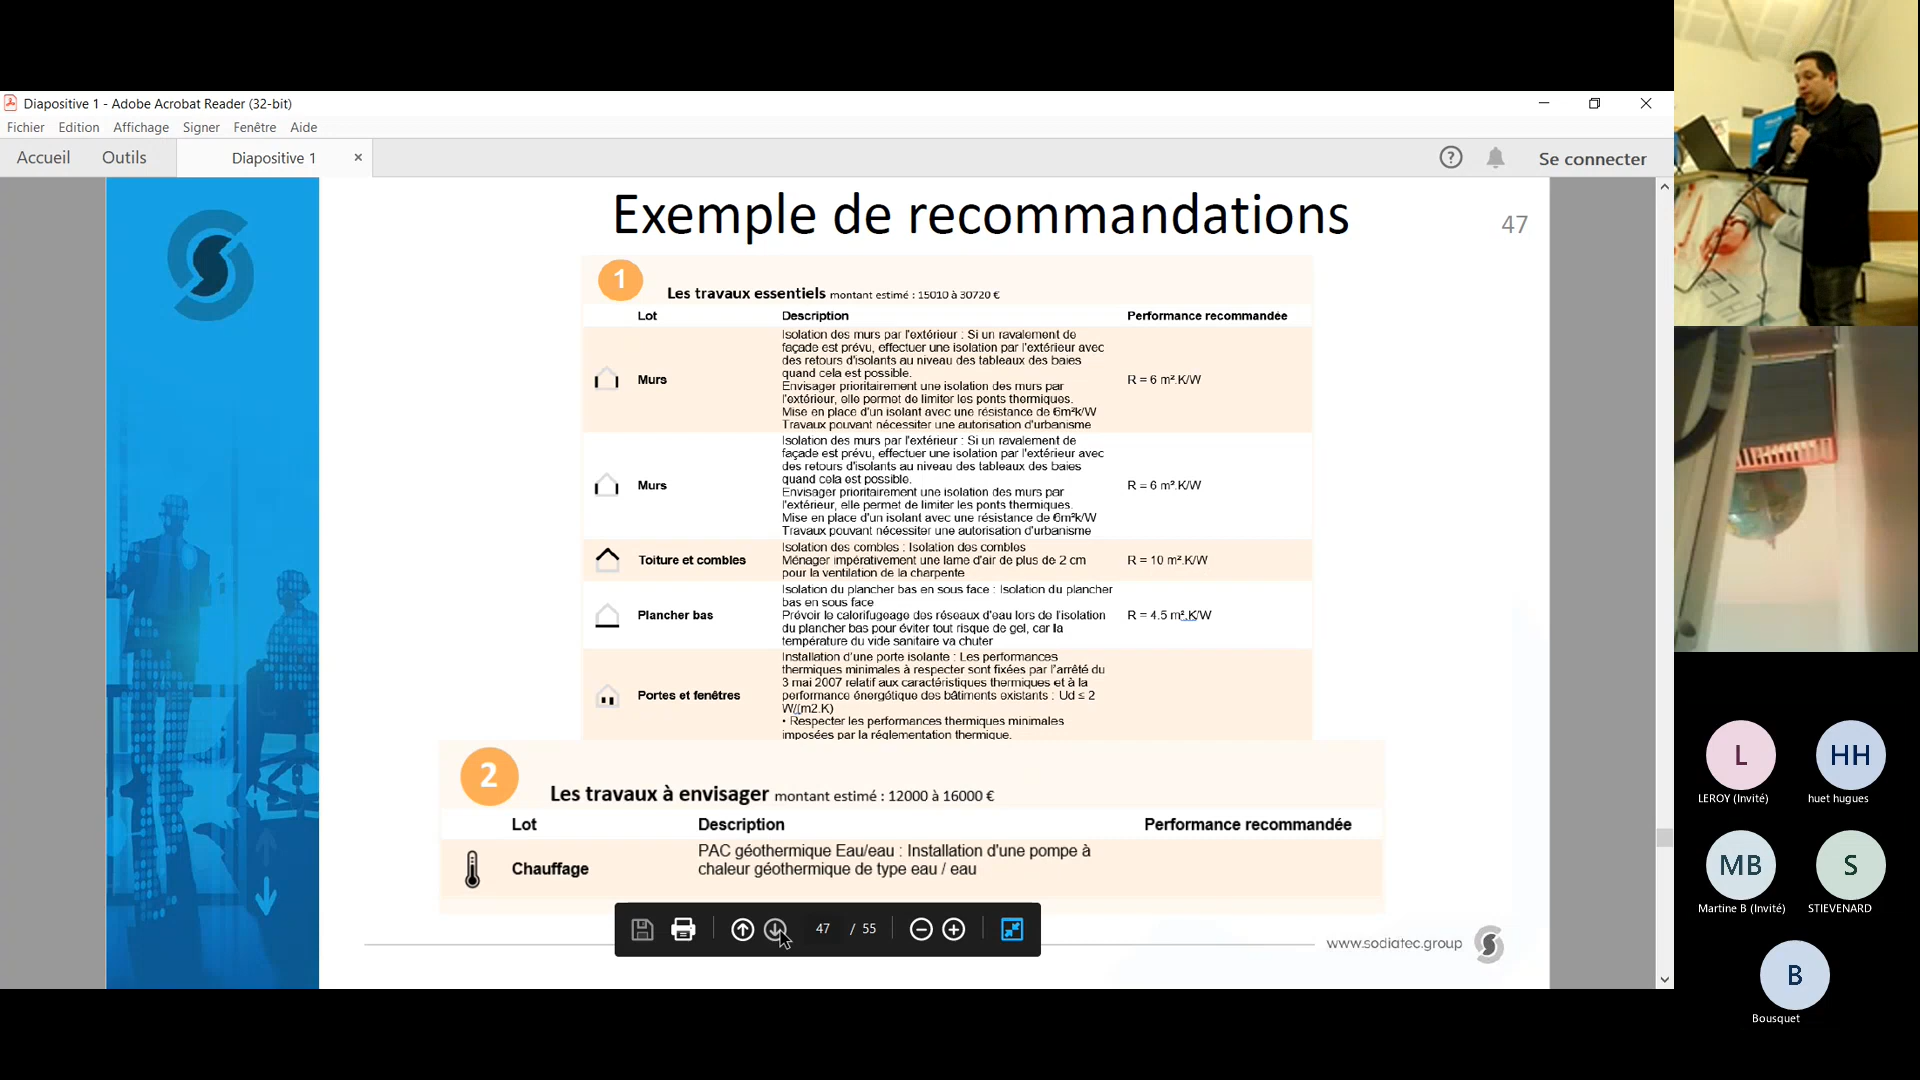 Diapositive 1 - Adobe Acrobat Reader (32-bit)
Fichier Edition Affichage Signer Fenêtre Aide
Accueil Outils Diapositive 1 × Se connecter
Exemple de recommandations
47
1
Les travaux essentiels montant estimé : 15010 à 30720 €
Lot Description Performance recommandée
Isolation des murs par l'extérieur : Si un ravalement de
façade est prévu, effectuer une isolation par l'extérieur avec
des retours d'isolants au niveau des tableaux des baies
quand cela est possible.
Envisager prioritairement une isolation des murs par
l'extérieur, elle permet de limiter les ponts thermiques.
Mise en place d'un isolant avec une résistance de 6m²k/W
Travaux pouvant nécessiter une autorisation d'urbanisme
Murs
R = 6 m².K/W
Isolation des murs par l'extérieur : Si un ravalement de
façade est prévu, effectuer une isolation par l'extérieur avec
des retours d'isolants au niveau des tableaux des baies
quand cela est possible.
Envisager prioritairement une isolation des murs par
l'extérieur, elle permet de limiter les ponts thermiques.
Mise en place d'un isolant avec une résistance de 6m²k/W
Travaux pouvant nécessiter une autorisation d'urbanisme
Murs
R = 6 m².K/W
Isolation des combles : Isolation des combles
Ménager impérativement une lame d'air de plus de 2 cm
pour la ventilation de la charpente
Toiture et combles
R = 10 m².K/W
Isolation du plancher bas en sous face : Isolation du plancher
bas en sous face
Prévoir le calorifugeage des réseaux d'eau lors de l'isolation
du plancher bas pour éviter tout risque de gel, car la
température du vide sanitaire va chuter
Plancher bas
R = 4.5 m².K/W
Installation d'une porte isolante : Les performances
thermiques minimales à respecter sont fixées par l'arrêté du
3 mai 2007 relatif aux caractéristiques thermiques et à la
performance énergétique des bâtiments existants : Ud ≤ 2
W/(m2.K)
• Respecter les performances thermiques minimales
imposées par la réglementation thermique.
Portes et fenêtres
2
Les travaux à envisager montant estimé : 12000 à 16000 €
Lot Description Performance recommandée
PAC géothermique Eau/eau : Installation d'une pompe à
chaleur géothermique de type eau / eau
Chauffage
47 / 55
www.sodiatec.group
L
LEROY (Invité)
HH
huet hugues
MB
Martine B (Invité)
S
STIEVENARD
B
Bousquet